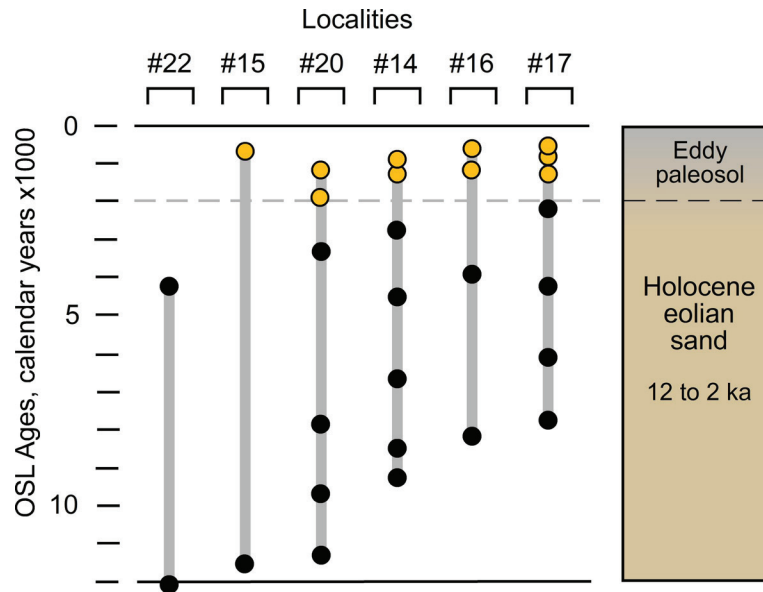 Localities
#22 #15 #20 #14 #16 #17
0
5
10
OSL Ages, calendar years x1000
Eddy
paleosol
Holocene
eolian
sand
12 to 2 ka